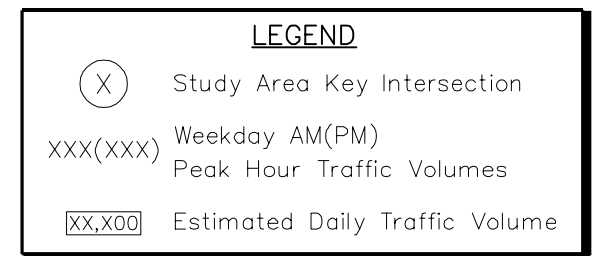 LEGEND
X Study Area Key Intersection
XXX(XXX) Weekday AM(PM)
Peak Hour Traffic Volumes
XX,X00 Estimated Daily Traffic Volume